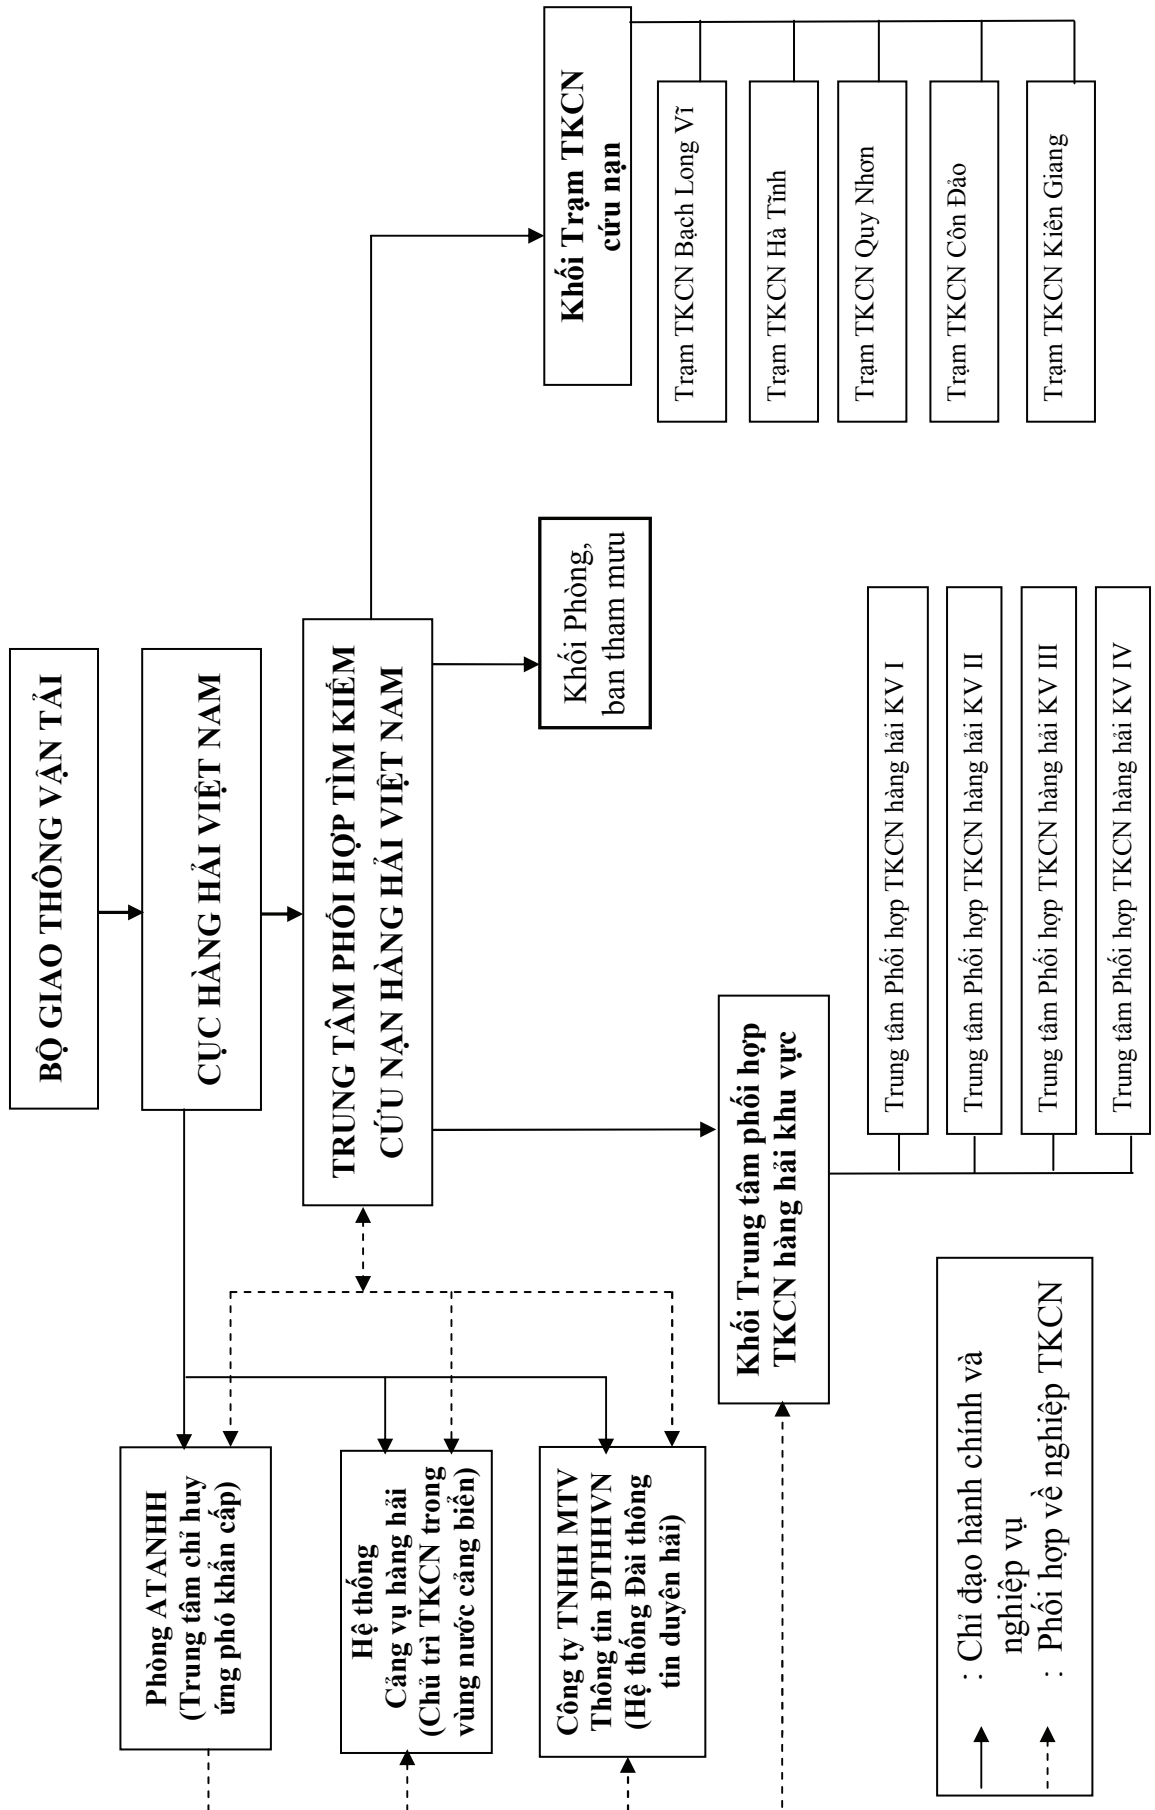 BỘ GIAO THÔNG VẬN TẢI
CỤC HÀNG HẢI VIỆT NAM
TRUNG TÂM PHỐI HỢP TÌM KIẾM
CỨU NẠN HÀNG HẢI VIỆT NAM
Phòng ATANHH
(Trung tâm chỉ huy
ứng phó khẩn cấp)
Hệ thống
Cảng vụ hàng hải
(Chủ trì TKCN trong
vùng nước cảng biển)
Công ty TNHH MTV
Thông tin ĐTHHVN
(Hệ thống Đài thông
tin duyên hải)
Khối Trung tâm phối hợp
TKCN hàng hải khu vực
Trung tâm Phối hợp TKCN hàng hải KV I
Trung tâm Phối hợp TKCN hàng hải KV II
Trung tâm Phối hợp TKCN hàng hải KV III
Trung tâm Phối hợp TKCN hàng hải KV IV
Khối Phòng,
ban tham mưu
Khối Trạm TKCN
cứu nạn
Trạm TKCN Bạch Long Vĩ
Trạm TKCN Hà Tĩnh
Trạm TKCN Quy Nhơn
Trạm TKCN Côn Đảo
Trạm TKCN Kiên Giang
: Chỉ đạo hành chính và
nghiệp vụ
: Phối hợp về nghiệp TKCN